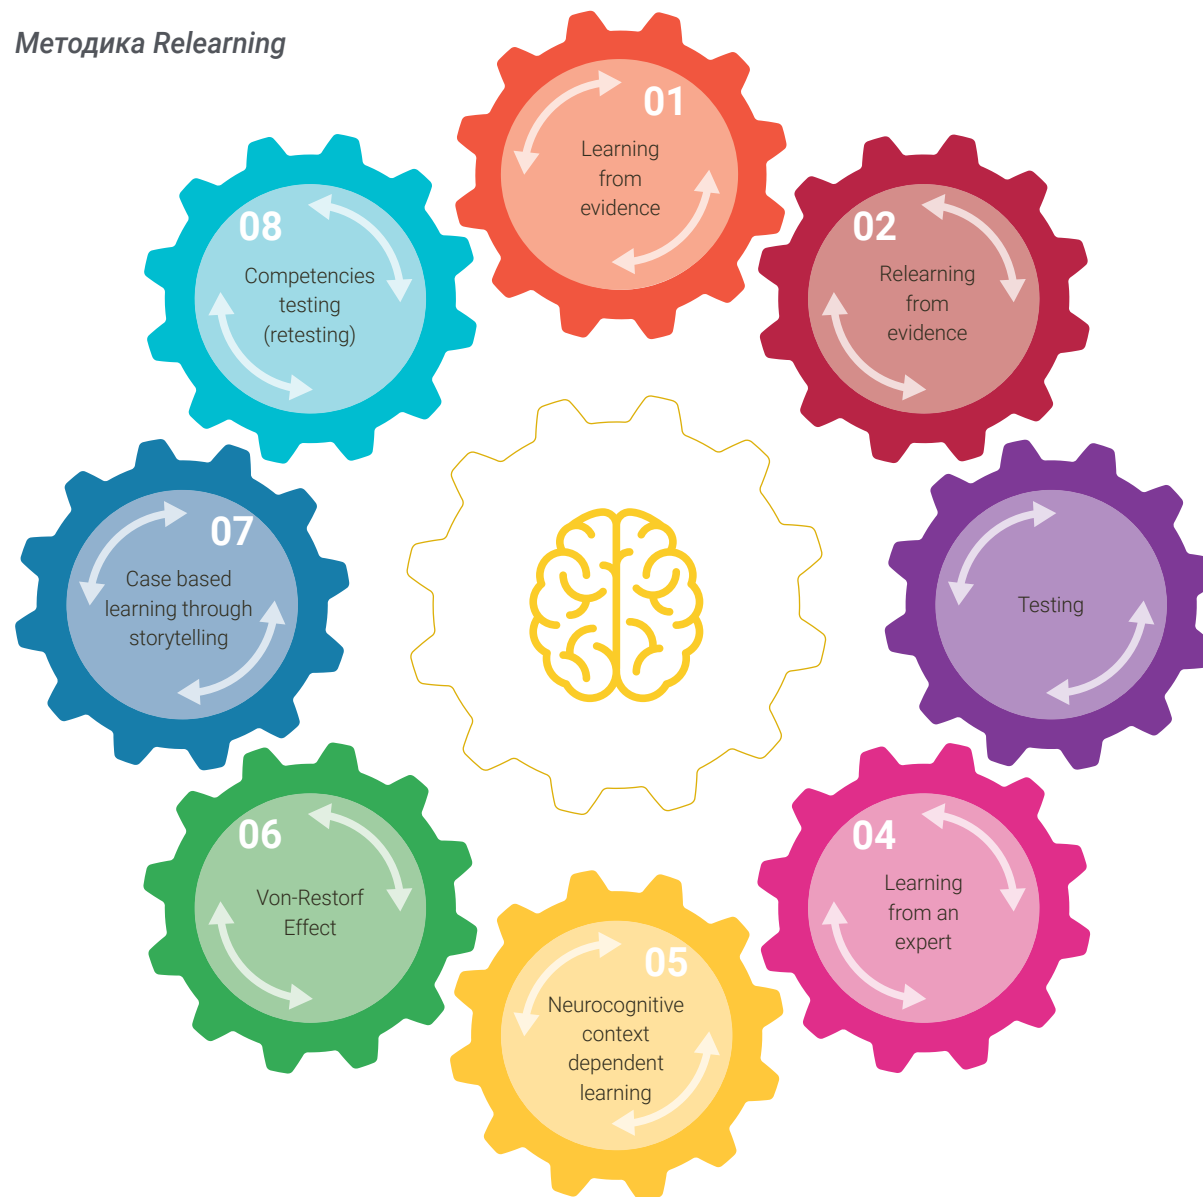 Методика Relearning
01
Learning
from
evidence
02
Relearning
from
evidence
Testing
04
Learning
from an
expert
05
Neurocognitive
context
dependent
learning
06
Von-Restorf
Effect
07
Case based
learning through
storytelling
08
Competencies
testing
(retesting)